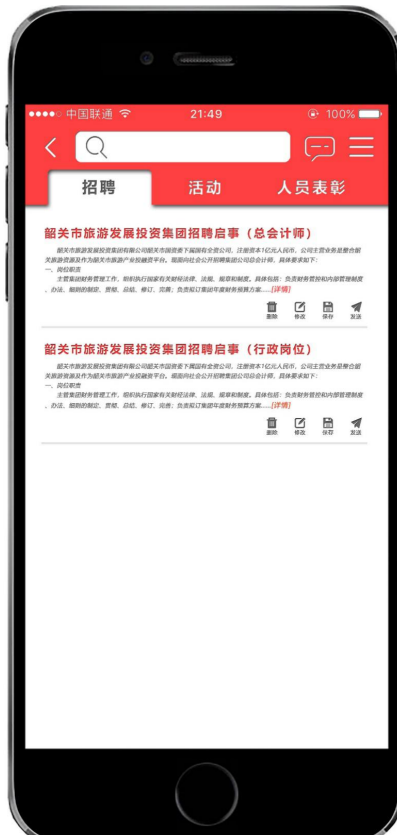 中国联通
21:49
100%
招聘
活动
人员表彰
韶关市旅游发展投资集团招聘启事（总会计师）
韶关市旅游发展投资集团有限公司韶关市国资委下属国有全资公司，注册资本1亿元人民币，公司主营业务是整合韶
关旅游资源及作为韶关市旅游产业投融资平台。现面向社会公开招聘集团公司总会计师，具体要求如下：
一、岗位职责
主管集团财务管理工作，组织执行国家有关财经法律、法规、规章和制度。具体包括：负责财务管控和内部管理制度
、办法、细则的制定、贯彻、总结、修订、完善；负责拟订集团年度财务预算方案......[详情]
删除
修改
保存
发送
韶关市旅游发展投资集团招聘启事（行政岗位）
韶关市旅游发展投资集团有限公司韶关市国资委下属国有全资公司，注册资本1亿元人民币，公司主营业务是整合韶
关旅游资源及作为韶关市旅游产业投融资平台。现面向社会公开招聘集团公司总会计师，具体要求如下：
一、岗位职责
主管集团财务管理工作，组织执行国家有关财经法律、法规、规章和制度。具体包括：负责财务管控和内部管理制度
、办法、细则的制定、贯彻、总结、修订、完善；负责拟订集团年度财务预算方案......[详情]
删除
修改
保存
发送